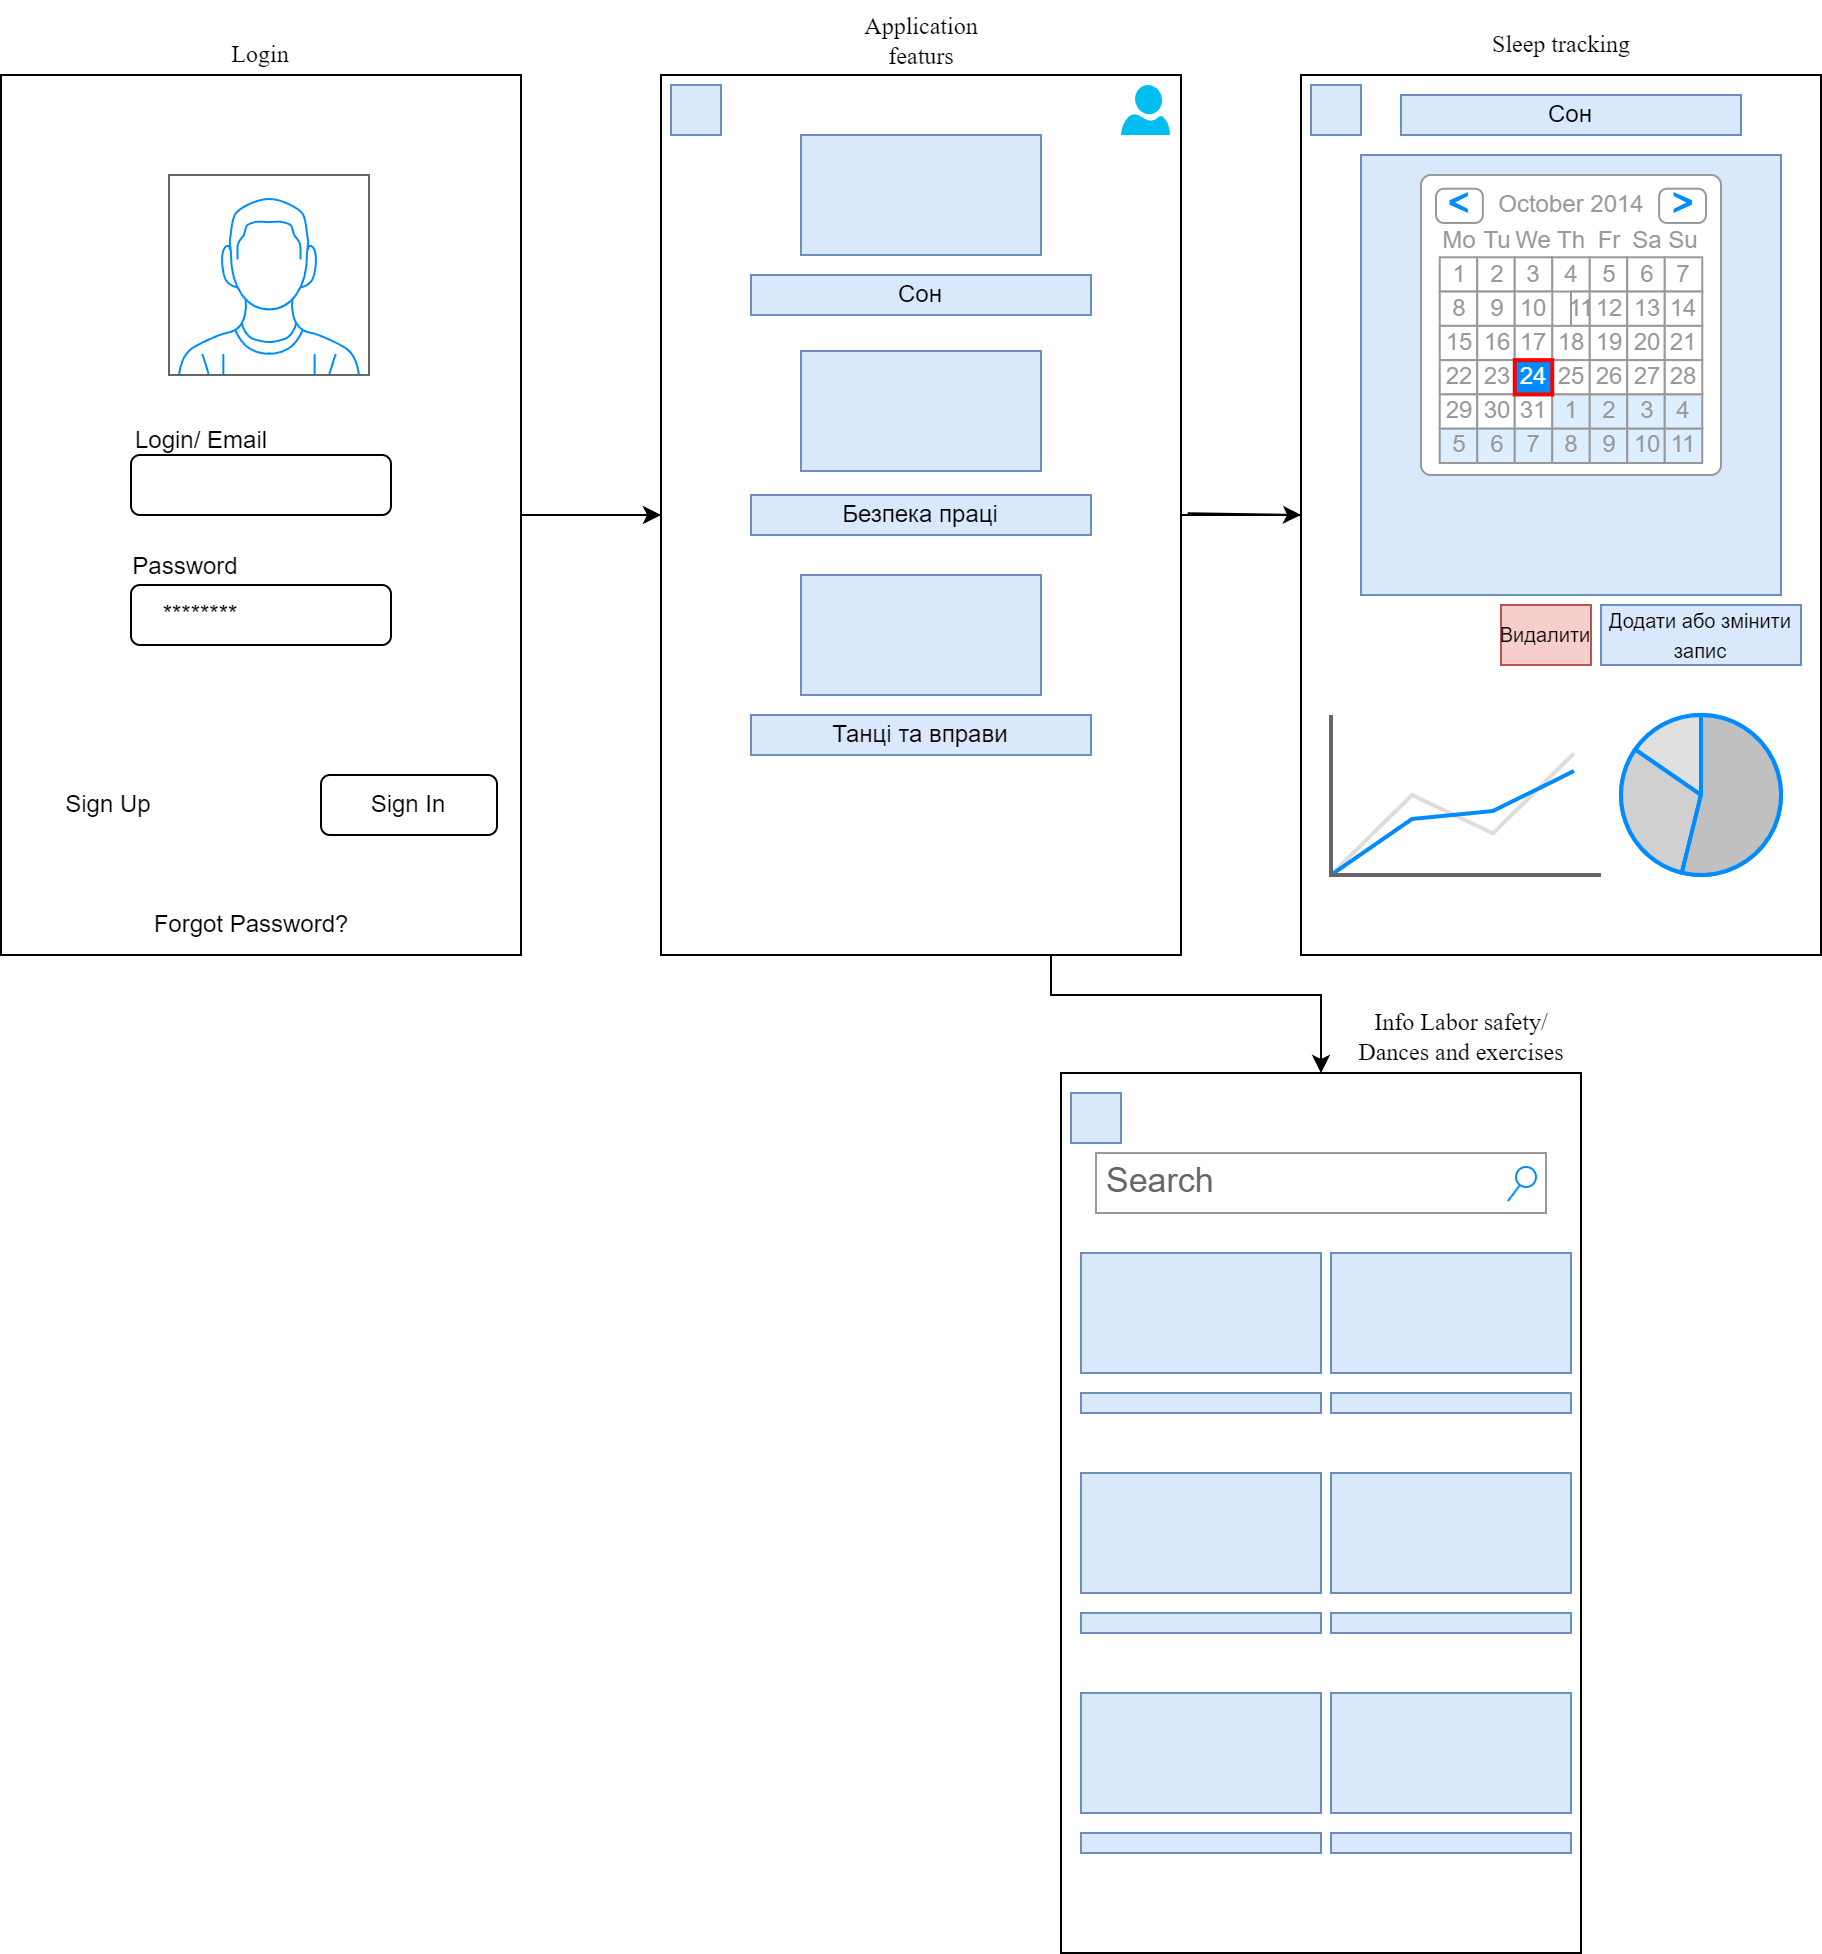 Login
Application
featurs
Sleep tracking
Login/ Email
Password
********
Sign Up
Sign In
Forgot Password?
Сон
Безпека праці
Танці та вправи
Сон
< October 2014 >
Mo Tu We Th Fr Sa Su
1 2 3 4 5 6 7
8 9 10 11 12 13 14
15 16 17 18 19 20 21
22 23 24 25 26 27 28
29 30 31 1 2 3 4
5 6 7 8 9 10 11
Видалити
Додати або змінити
запис
Info Labor safety/
Dances and exercises
Search